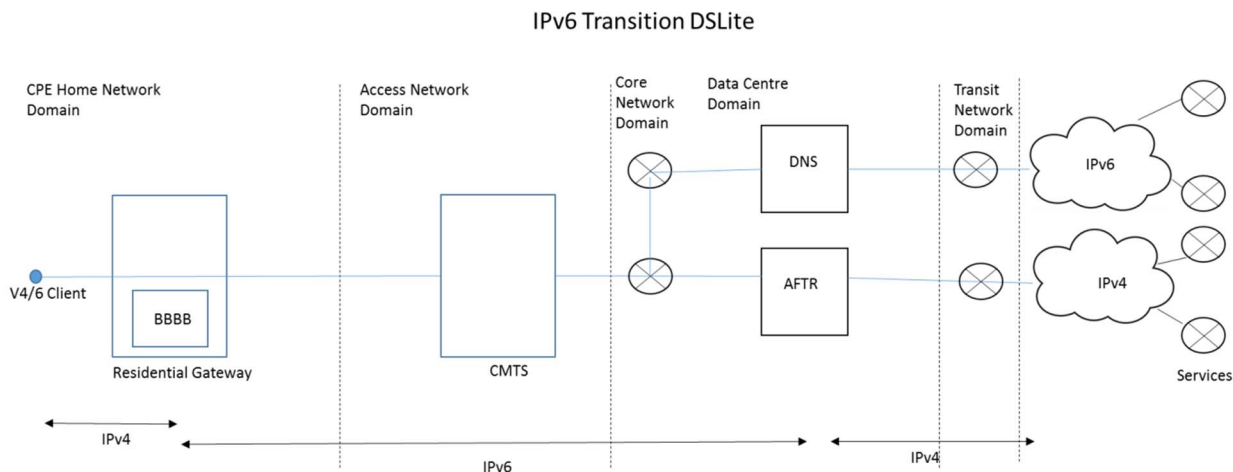 IPv6 Transition DSLite
CPE Home Network
Domain
Access Network
Domain
Core
Network
Domain
Data Centre
Domain
Transit
Network
Domain
DNS
IPv6
V4/6 Client
BBBB
AFTR
IPv4
Residential Gateway
CMTS
Services
IPv4
IPv6
IPv4